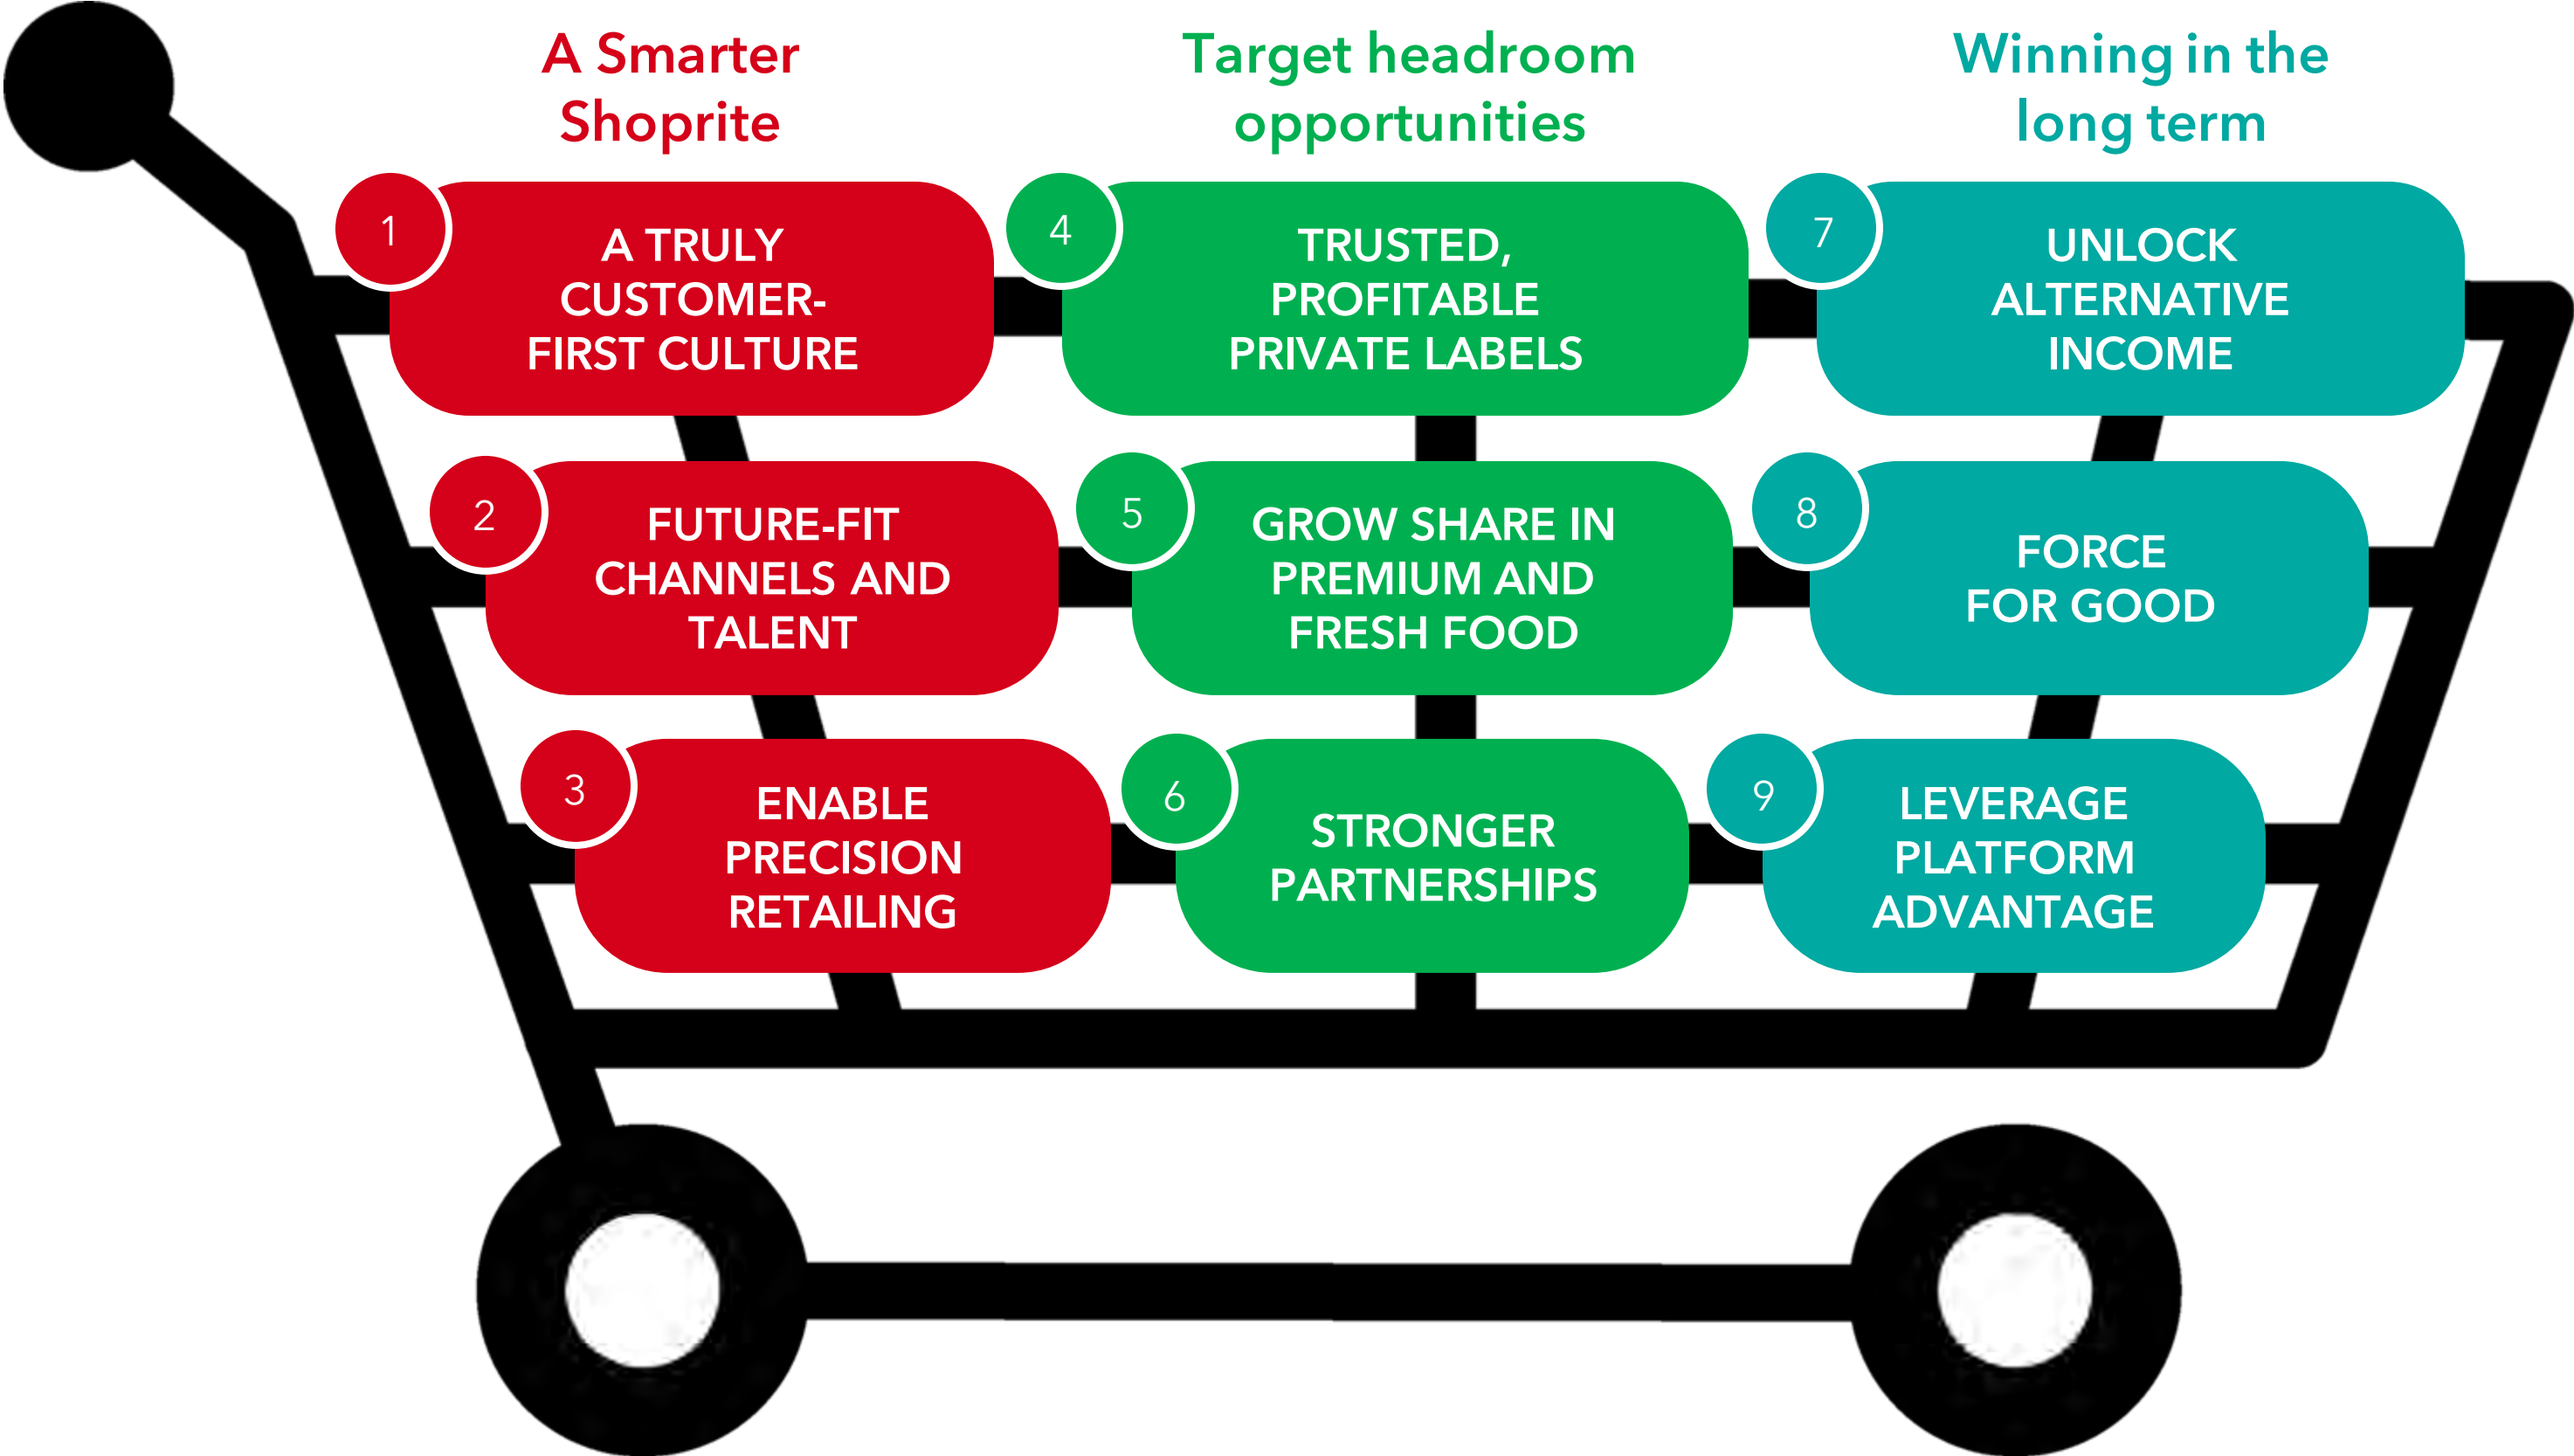 A Smarter
Shoprite
1
A TRULY
CUSTOMER-
FIRST CULTURE
2
FUTURE-FIT
CHANNELS AND
TALENT
3
ENABLE
PRECISION
RETAILING
Target headroom
opportunities
4
TRUSTED,
PROFITABLE
PRIVATE LABELS
5
GROW SHARE IN
PREMIUM AND
FRESH FOOD
6
STRONGER
PARTNERSHIPS
Winning in the
long term
7
UNLOCK
ALTERNATIVE
INCOME
8
FORCE
FOR GOOD
9
LEVERAGE
PLATFORM
ADVANTAGE